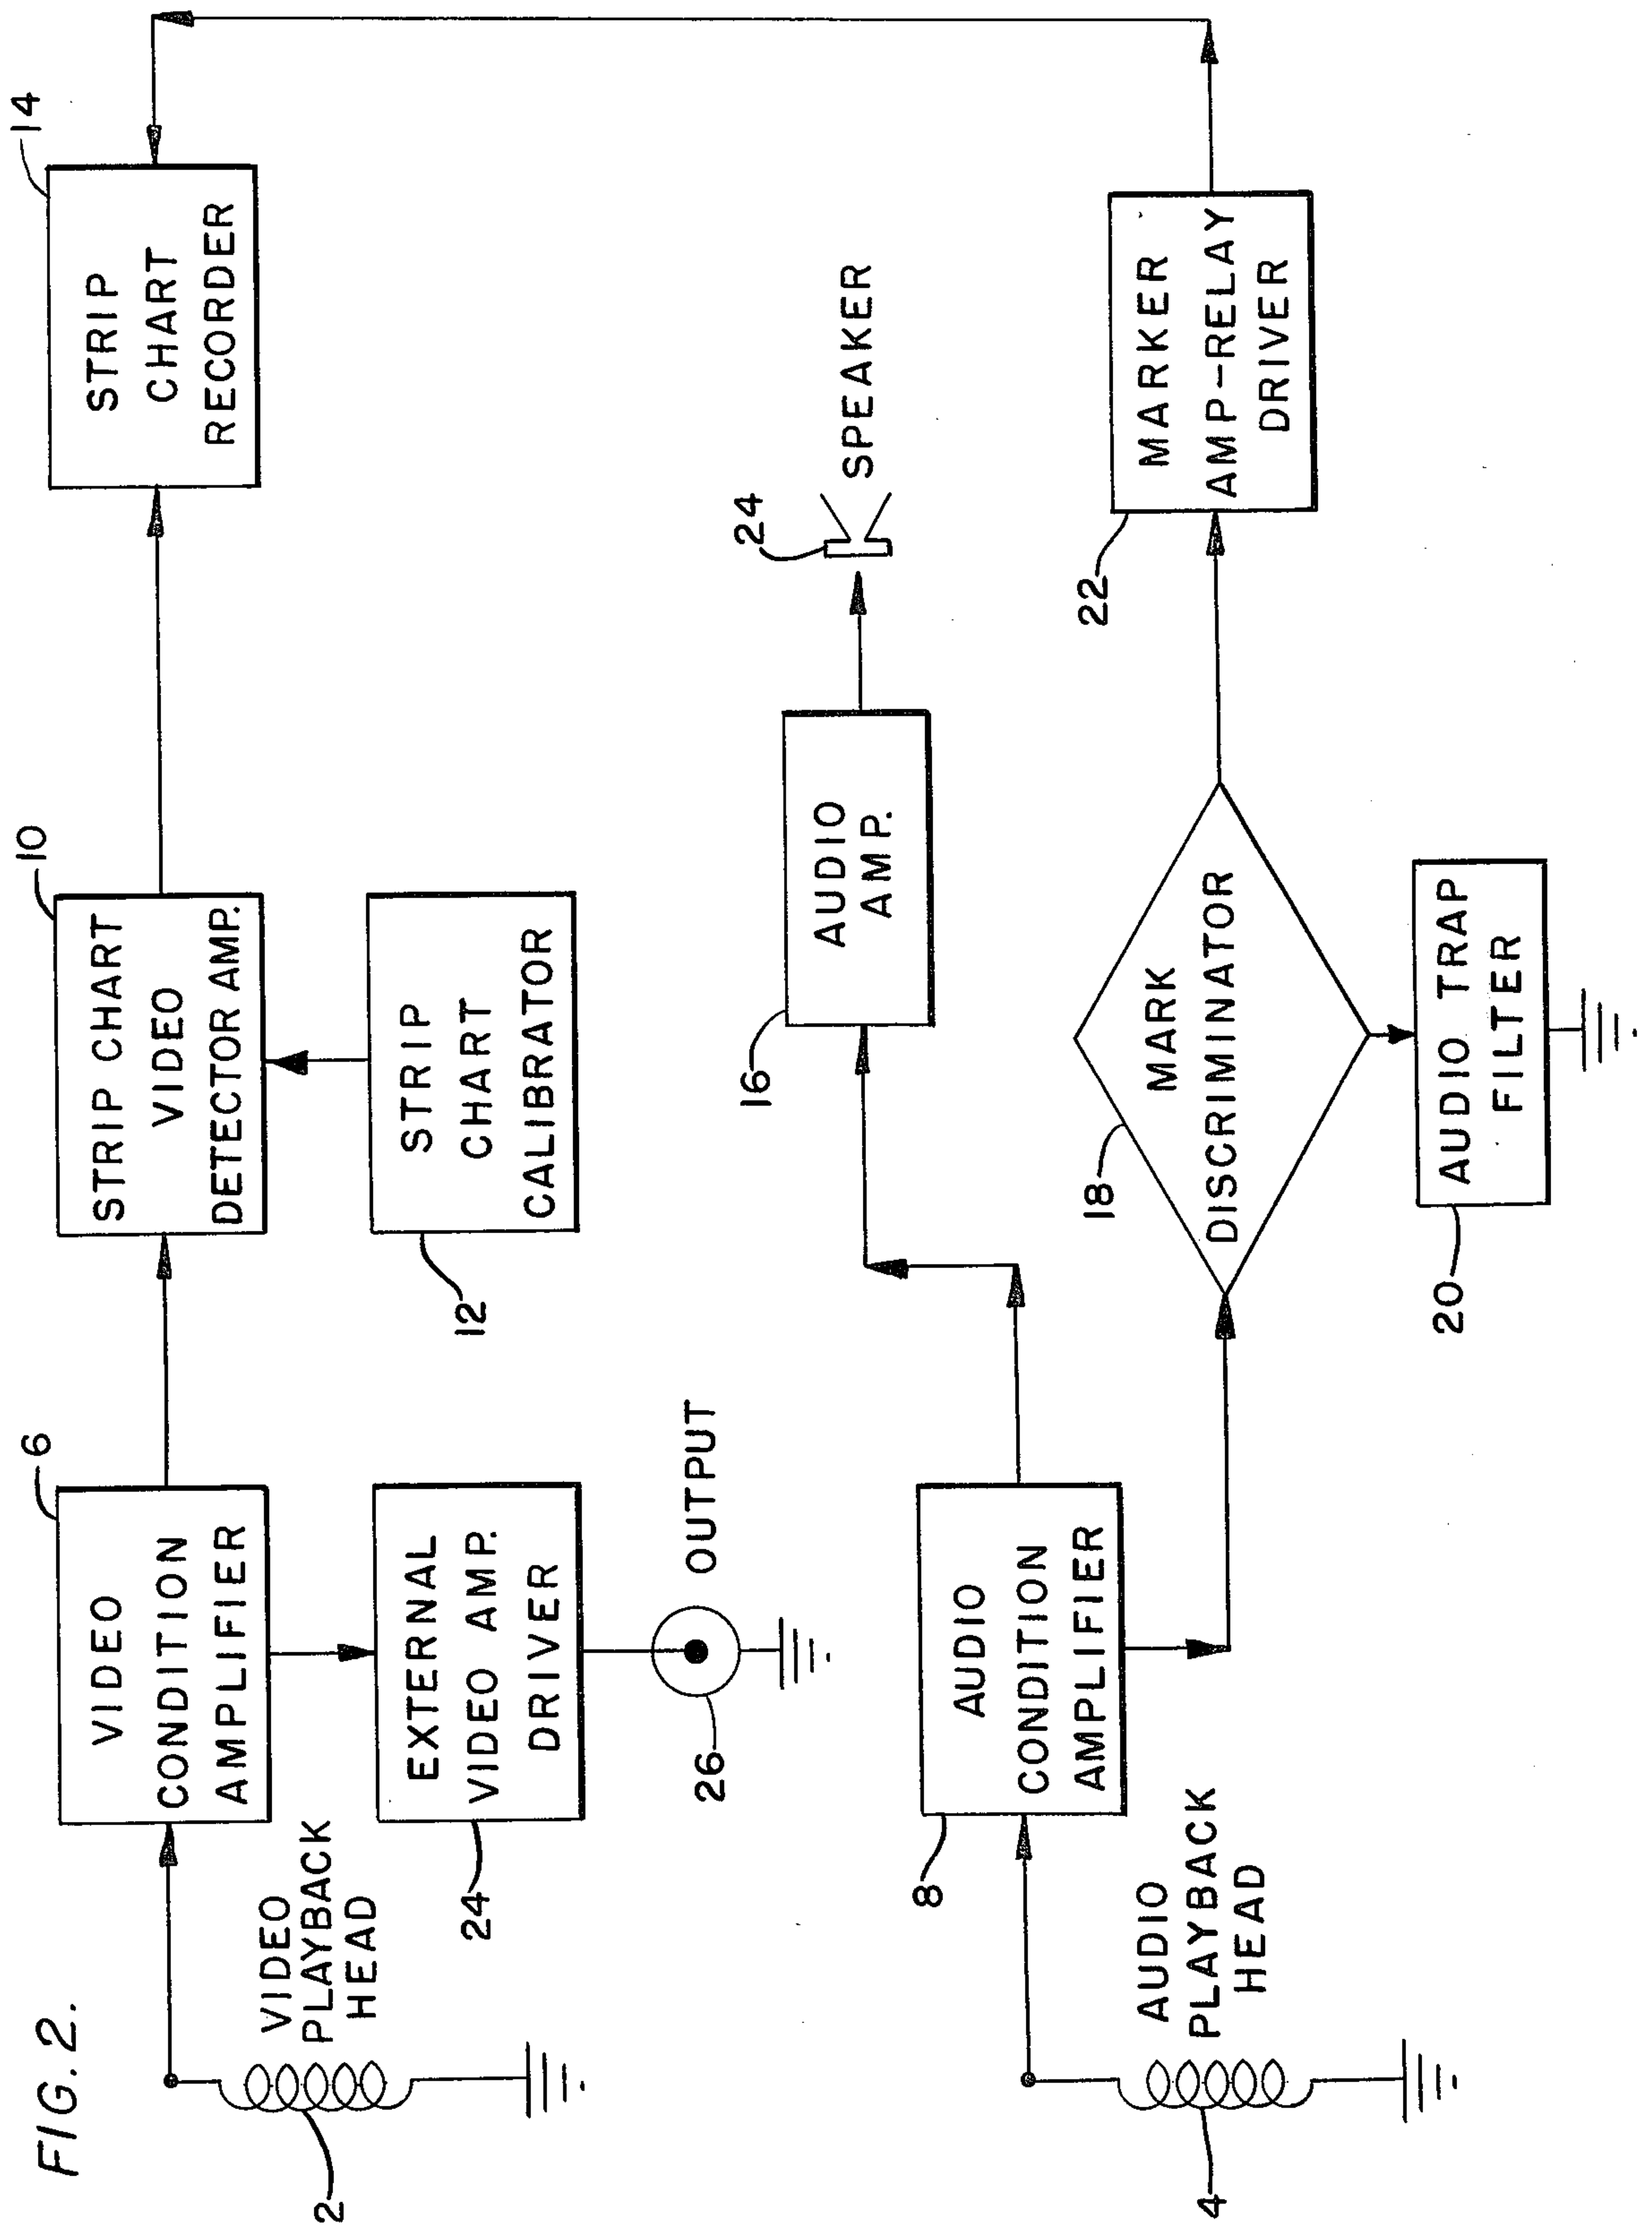 FIG. 2.
2
VIDEO
PLAYBACK
HEAD
6
VIDEO
CONDITION
AMPLIFIER
24
EXTERNAL
VIDEO AMP.
DRIVER
26
OUTPUT
10
STRIP CHART
VIDEO
DETECTOR AMP.
12
STRIP
CHART
CALIBRATOR
14
STRIP
CHART
RECORDER
4
AUDIO
PLAYBACK
HEAD
8
AUDIO
CONDITION
AMPLIFIER
16
AUDIO
AMP.
24
SPEAKER
18
MARK
DISCRIMINATOR
20
AUDIO TRAP
FILTER
22
MARKER
AMP-RELAY
DRIVER